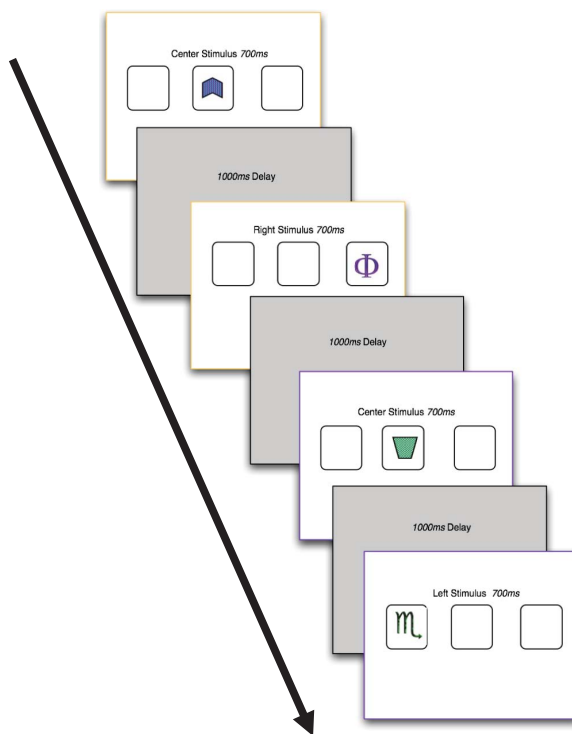 Center Stimulus 700ms
1000ms Delay
Right Stimulus 700ms
Φ
1000ms Delay
Center Stimulus 700ms
1000ms Delay
Left Stimulus 700ms
♏